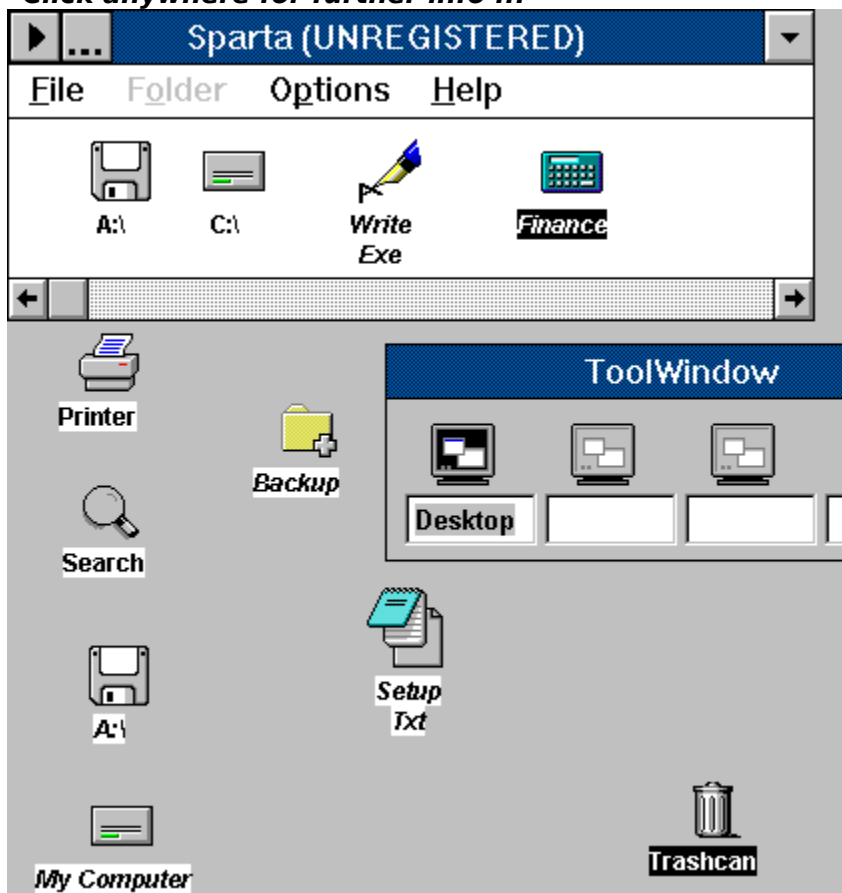 Click anywhere for further info ...
... Sparta (UNREGISTERED)
File Folder Options Help
A:\ C:\ Write Exe Finance
Printer
ToolWindow
Backup
Desktop
Search
Setup
Txt
A:\
Trashcan
My Computer